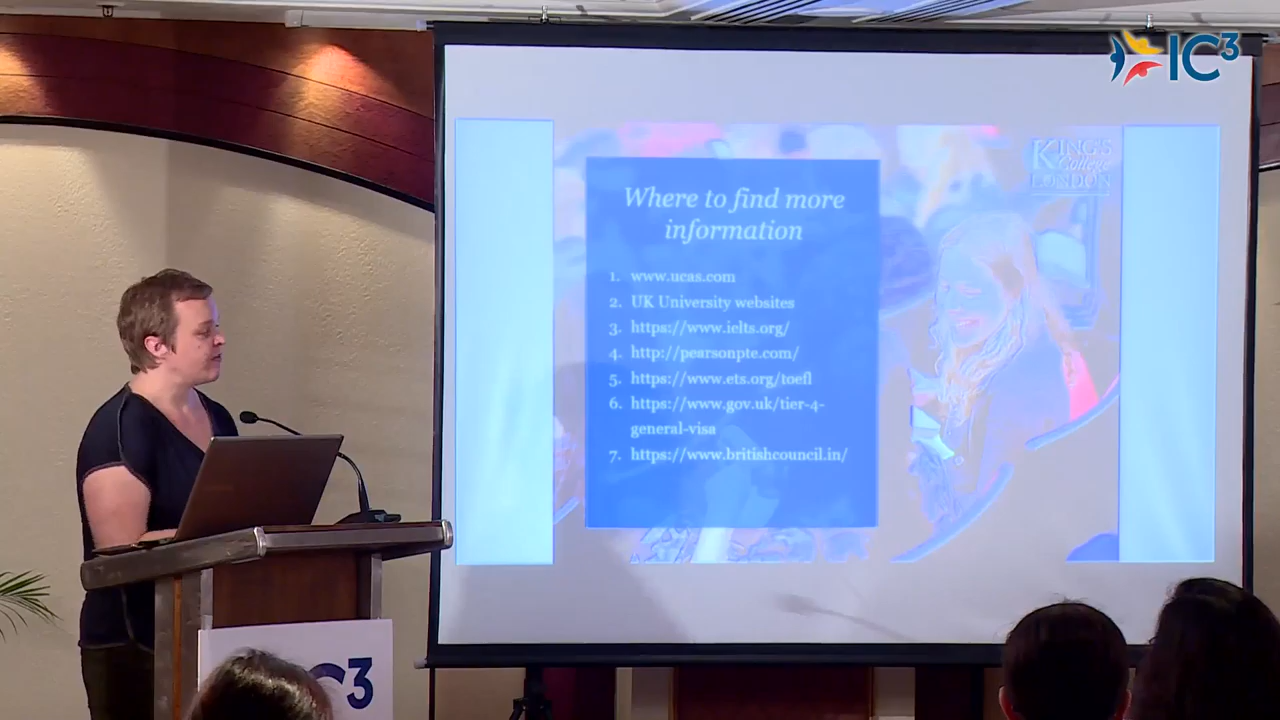 IC3
KING'S
College
LONDON
Where to find more
information
1. www.ucas.com
2. UK University websites
3. https://www.ielts.org/
4. http://pearsonpte.com/
5. https://www.ets.org/toefl
6. https://www.gov.uk/tier-4-
general-visa
7. https://www.britishcouncil.in/
C3